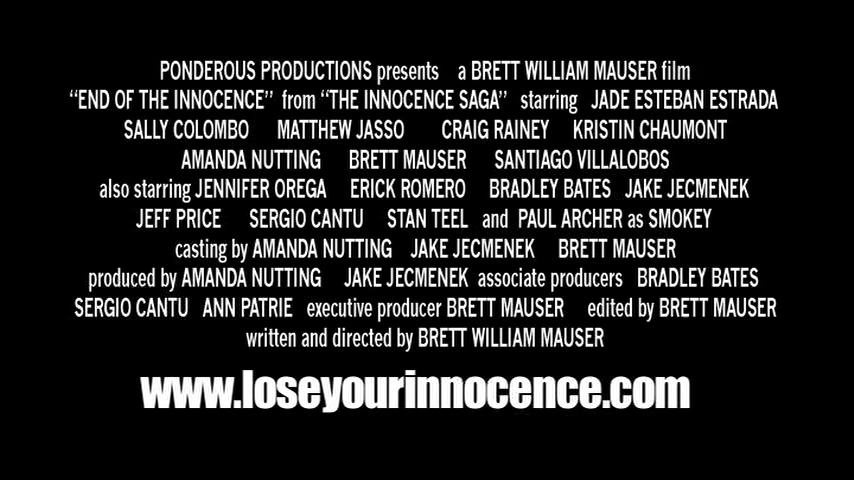 PONDEROUS PRODUCTIONS presents a BRETT WILLIAM MAUSER film
“END OF THE INNOCENCE” from “THE INNOCENCE SAGA” starring JADE ESTEBAN ESTRADA
SALLY COLOMBO MATTHEW JASSO CRAIG RAINEY KRISTIN CHAUMONT
AMANDA NUTTING BRETT MAUSER SANTIAGO VILLALOBOS
also starring JENNIFER OREGA ERICK ROMERO BRADLEY BATES JAKE JECMENEK
JEFF PRICE SERGIO CANTU STAN TEEL and PAUL ARCHER as SMOKEY
casting by AMANDA NUTTING JAKE JECMENEK BRETT MAUSER
produced by AMANDA NUTTING JAKE JECMENEK associate producers BRADLEY BATES
SERGIO CANTU ANN PATRIE executive producer BRETT MAUSER edited by BRETT MAUSER
written and directed by BRETT WILLIAM MAUSER
www.loseyourinnocence.com